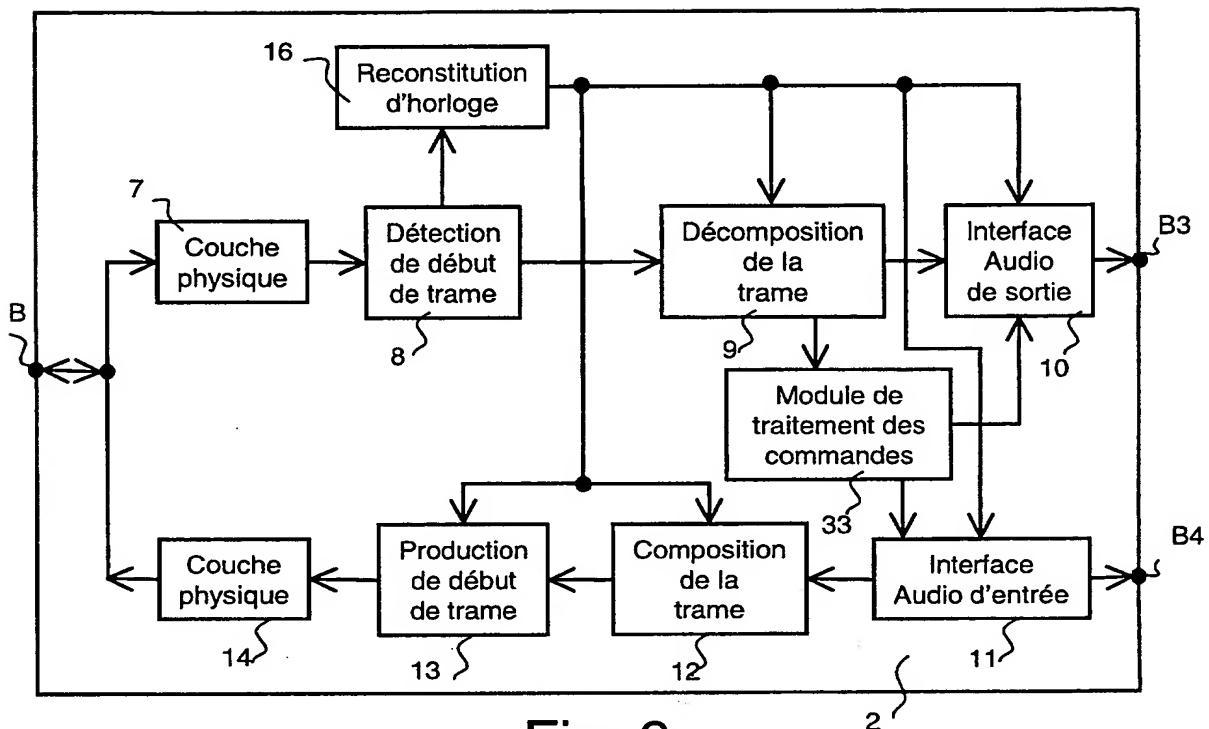 16
Reconstitution
d'horloge
7
Couche
physique
Détection
de début
de trame
8
Décomposition
de la
trame
9
Interface
Audio
de sortie
10
B3
B
Module de
traitement des
commandes
33
Couche
physique
14
Production
de début
de trame
13
Composition
de la
trame
12
Interface
Audio d'entrée
11
B4
2